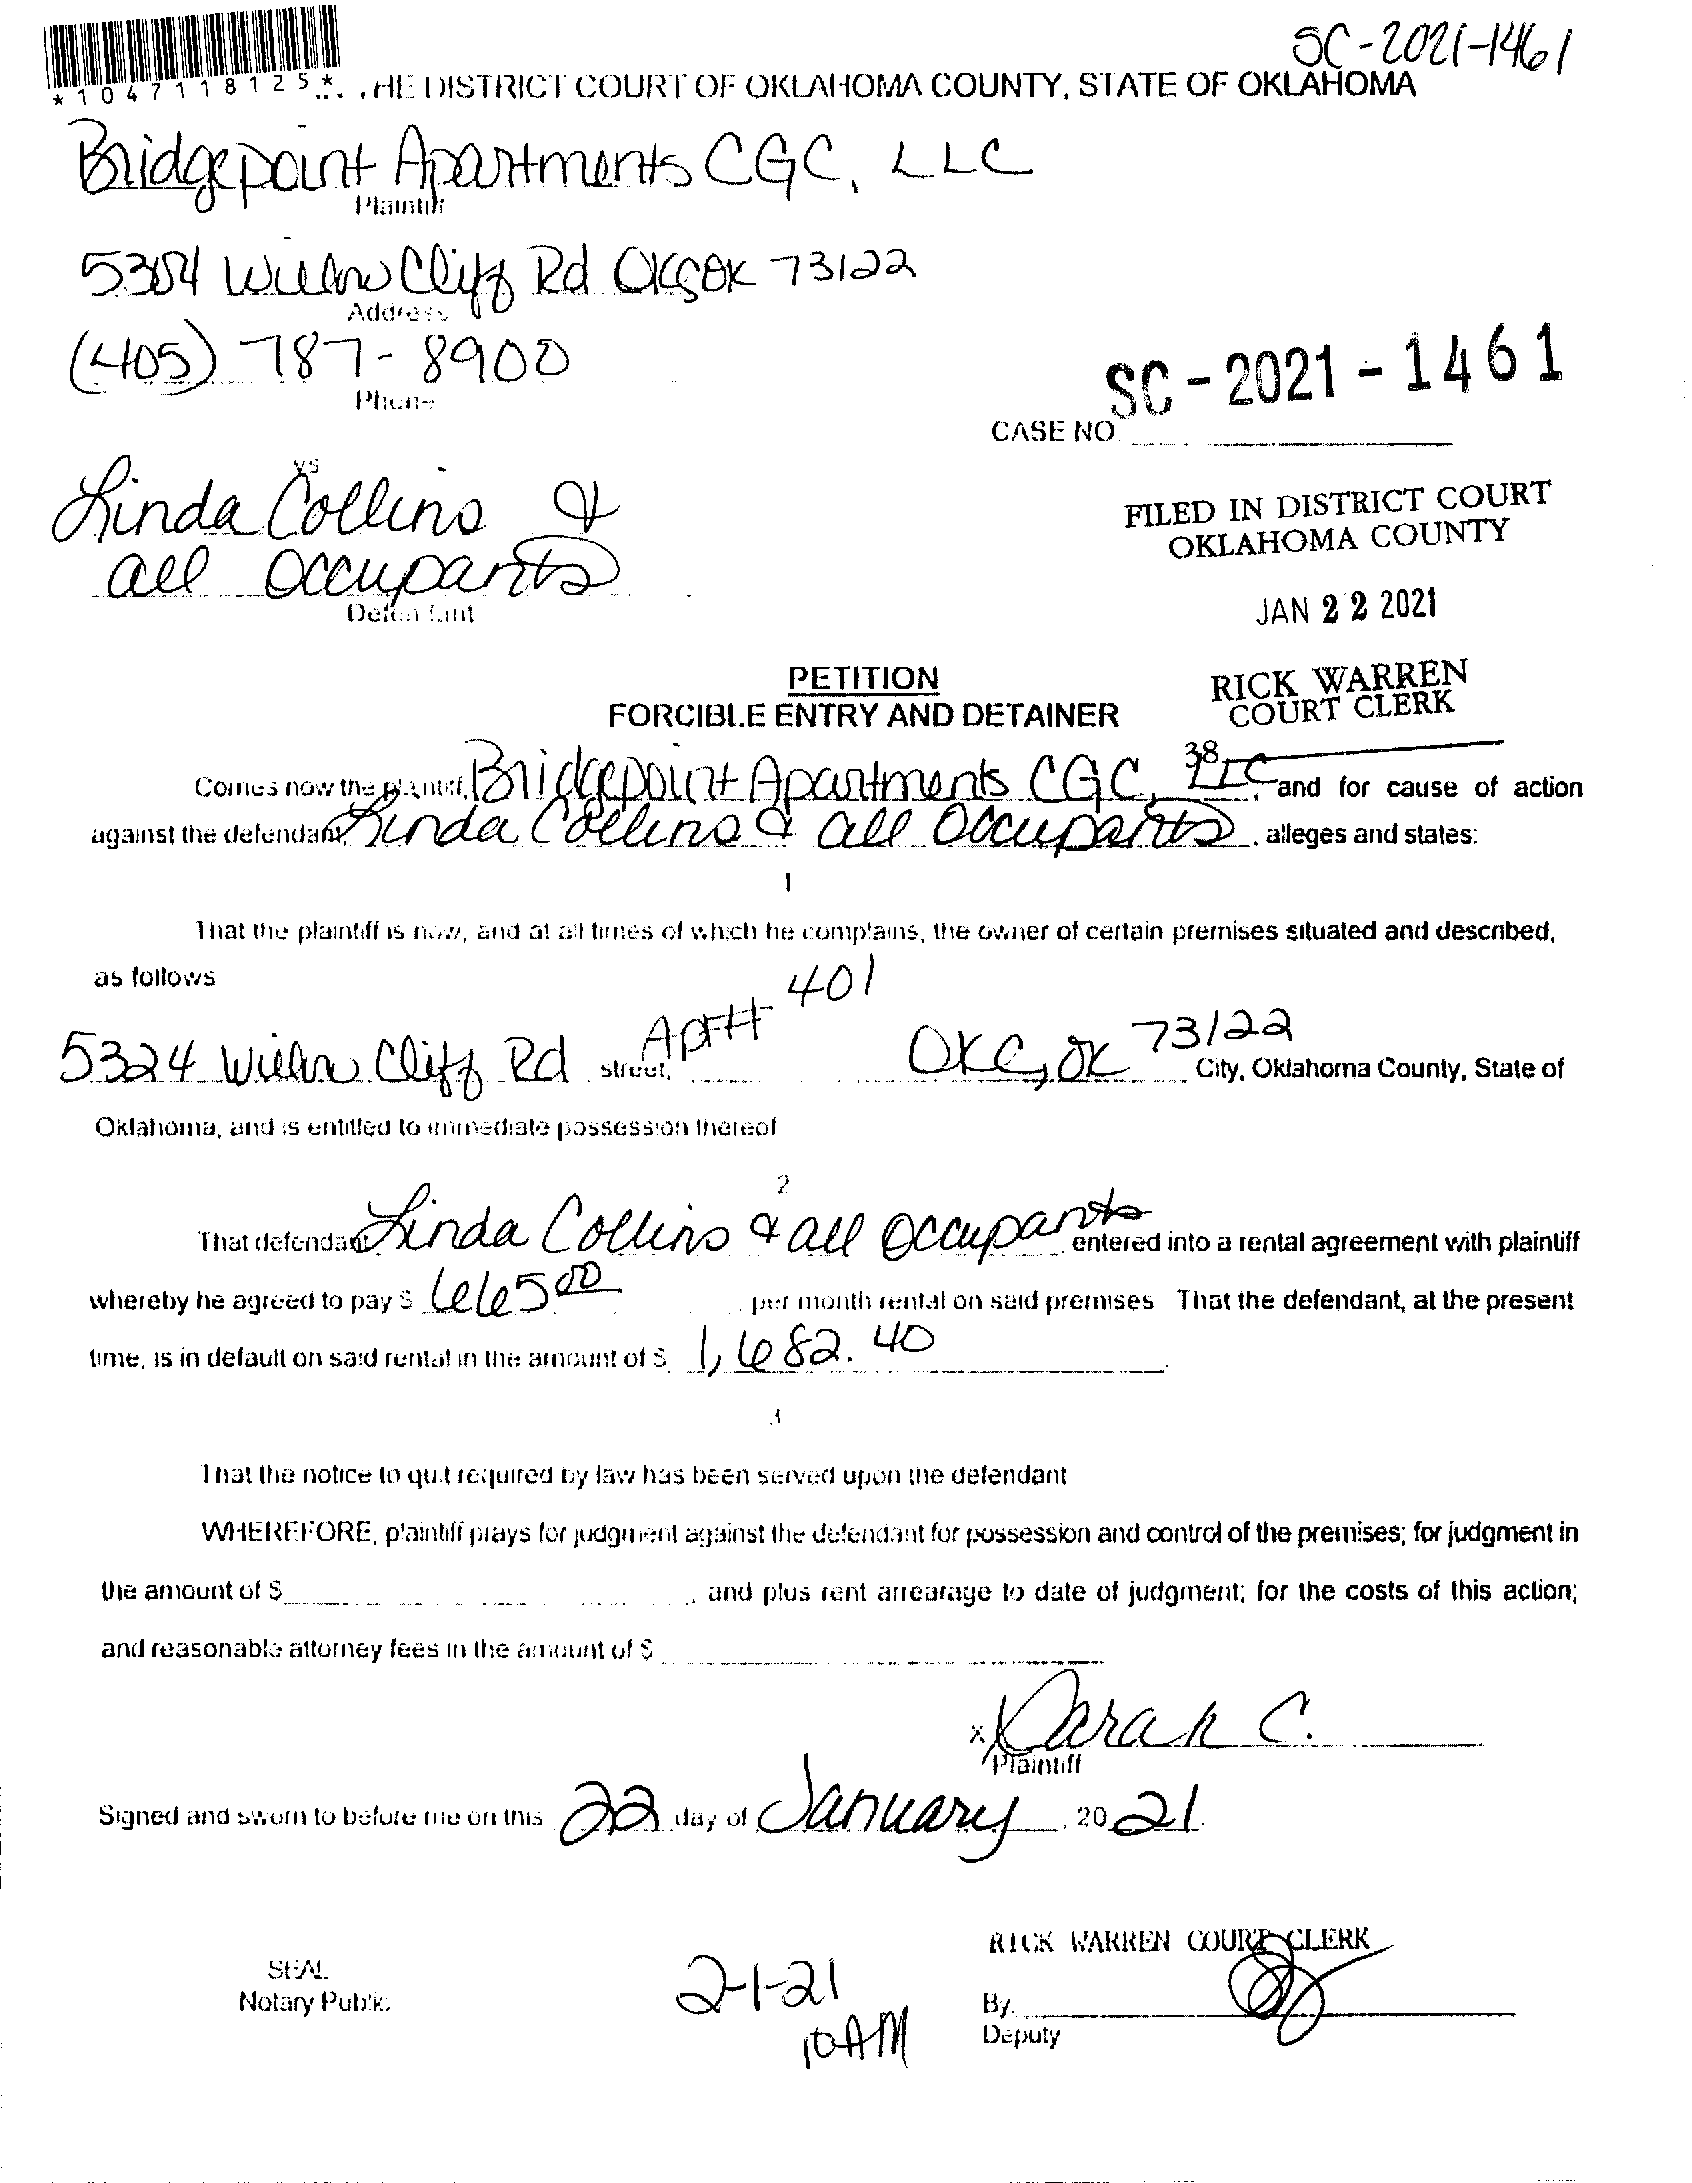 SC-2021-1461
*1047118125*
HE DISTRICT COURT OF OKLAHOMA COUNTY, STATE OF OKLAHOMA
Bridgepoint Apartments CGC, LLC
Plaintiff
Willow Cliff Rd OKC OK 73122
Address
(405) 787-8900
Phone
SC-2021-1461
CASE NO.
vs
Linda Collins &
all occupants
Defendant
FILED IN DISTRICT COURT
OKLAHOMA COUNTY
JAN 22 2021
RICK WARREN
COURT CLERK
38
PETITION
FORCIBLE ENTRY AND DETAINER
Comes now the plaintiff, Bridgepoint Apartments CGC, LLC, and for cause of action
against the defendant, Linda Collins & all Occupants, alleges and states:
1
That the plaintiff is now, and at all times of which he complains, the owner of certain premises situated and described,
as follows
5324 Willow Cliff Rd street, Apt# 401 OKC, OK 73122 City, Oklahoma County, State of
Oklahoma, and is entitled to immediate possession thereof
2
That defendant Linda Collins & all occupants entered into a rental agreement with plaintiff
whereby he agreed to pay $ 665.00 per month rental on said premises That the defendant, at the present
time, is in default on said rental in the amount of $ 1,682.40
3
That the notice to quit required by law has been served upon the defendant
WHEREFORE, plaintiff prays for judgment against the defendant for possession and control of the premises; for judgment in
the amount of $ , and plus rent arrearage to date of judgment; for the costs of this action;
and reasonable attorney fees in the amount of $
x Sarah C.
Plaintiff
Signed and sworn to before me on this 22 day of January, 2021
RICK WARREN COURT CLERK
SEAL
Notary Public
2-1-21
10AM
By
Deputy